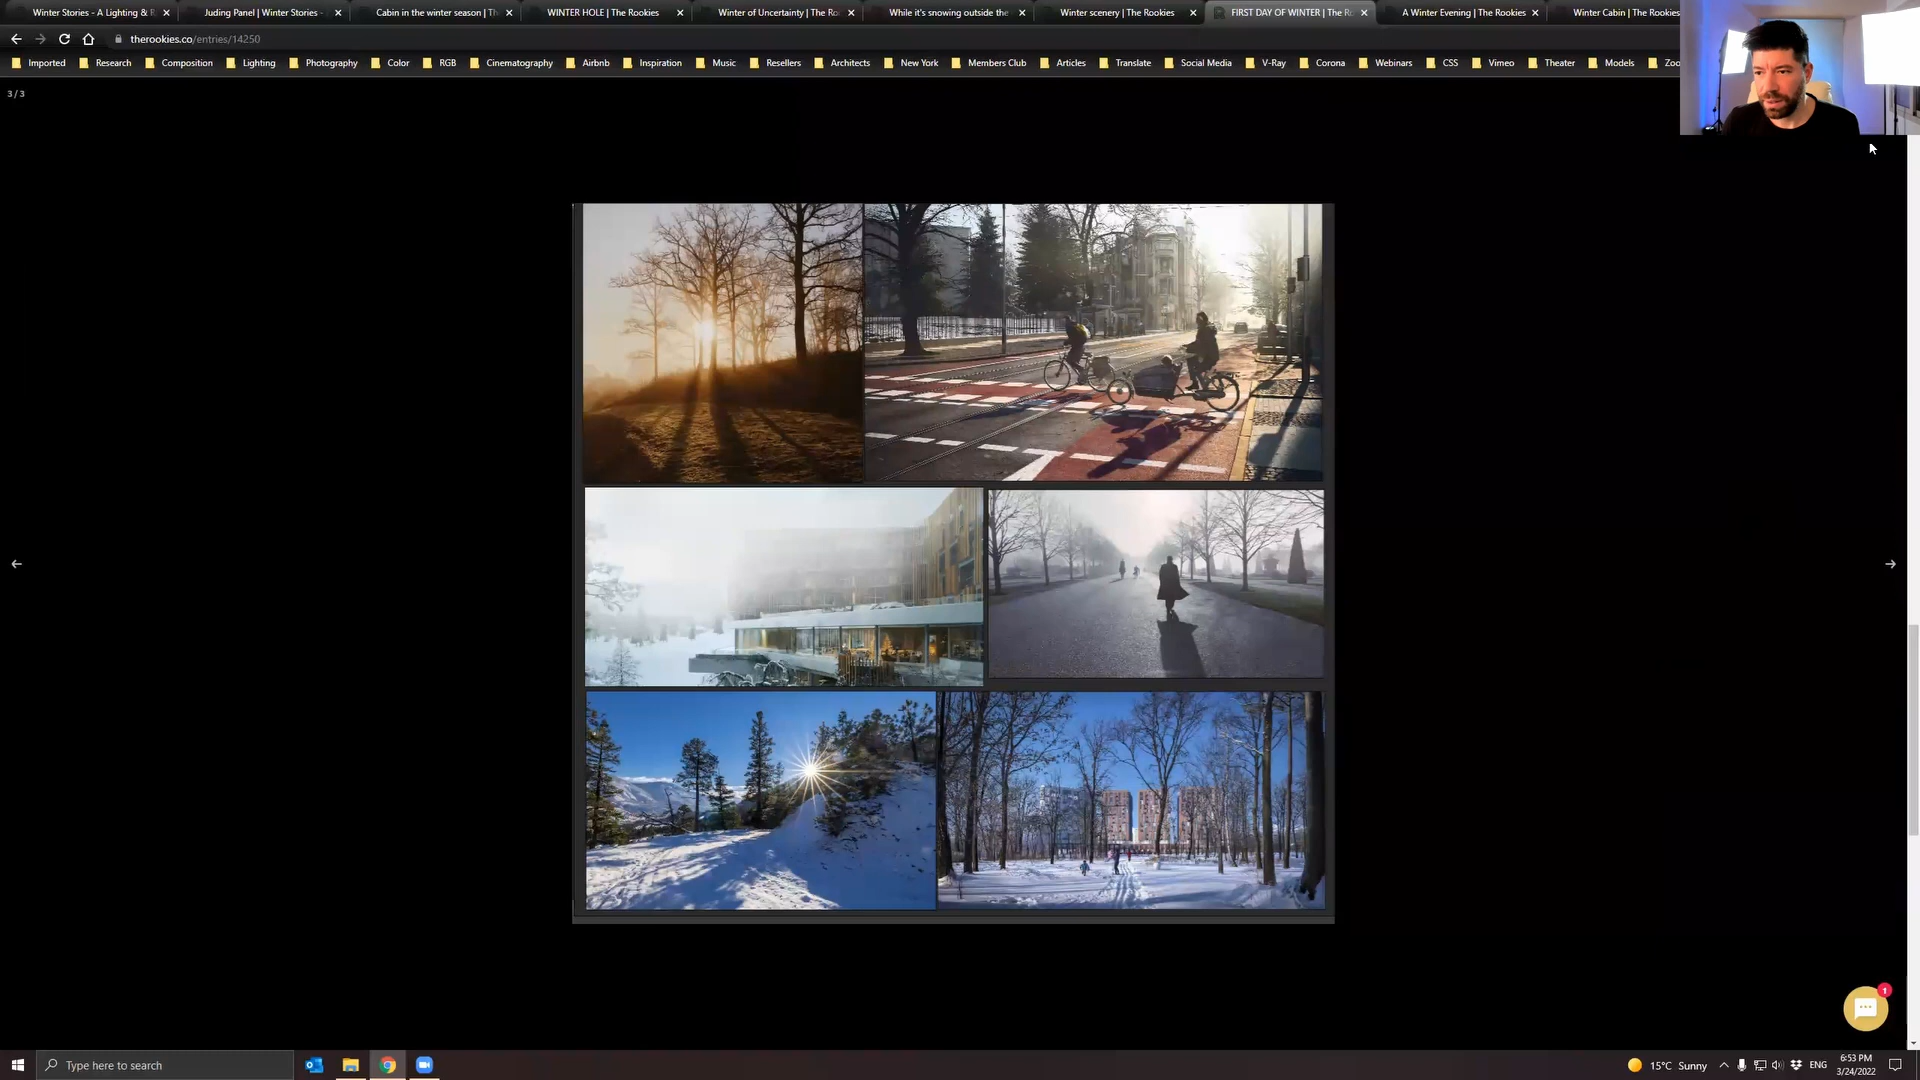 Winter Stories - A Lighting & R
Juding Panel | Winter Stories -
Cabin in the winter season | Th
WINTER HOLE | The Rookies
Winter of Uncertainty | The Ro
While it's snowing outside the
Winter scenery | The Rookies
FIRST DAY OF WINTER | The Ro
A Winter Evening | The Rookies
Winter Cabin | The Rookies
therookies.co/entries/14250
Imported Research Composition Lighting Photography Color RGB Cinematography Airbnb Inspiration Music Resellers Architects New York Members Club Articles Translate Social Media V-Ray Corona Webinars CSS Vimeo Theater Models Zoo
3 / 3
1
Type here to search
15°C Sunny
ENG
6:53 PM
3/24/2022